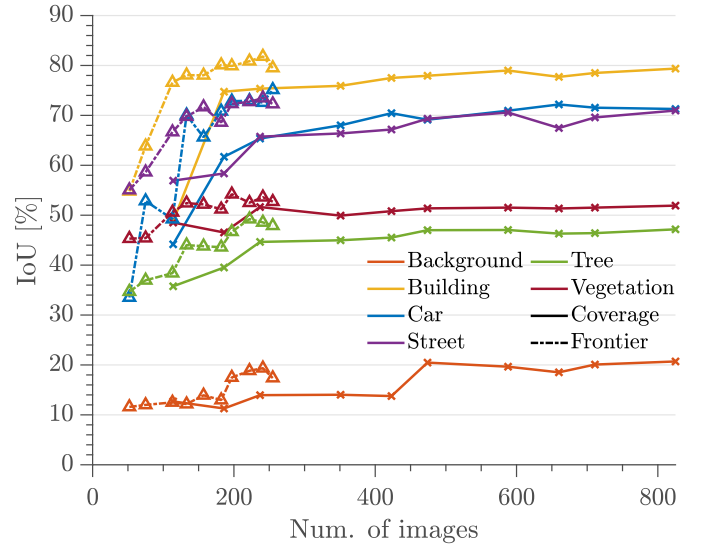 90
80
70
60
50
40
30
20
10
0
IoU [%]
Background
Building
Car
Street
Tree
Vegetation
Coverage
Frontier
0 200 400 600 800
Num. of images